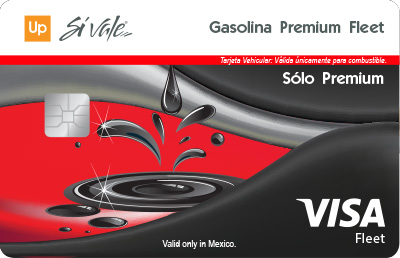 Up Sí Vale
Gasolina Premium Fleet
Tarjeta Vehicular: Válida únicamente para combustible.
Sólo Premium
VISA
Fleet
Valid only in Mexico.